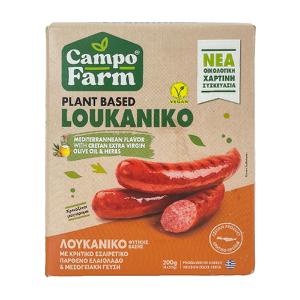 Campo
Farm
ΝΕΑ
ΟΙΚΟΛΟΓΙΚΗ
ΧΑΡΤΙΝΗ
ΣΥΣΚΕΥΑΣΙΑ
VEGAN
PLANT BASED
LOUKANIKO
MEDITERRANEAN FLAVOR
WITH CRETAN EXTRA VIRGIN
OLIVE OIL & HERBS
ΛΟΥΚΑΝΙΚΟ ΦΥΤΙΚΗΣ ΒΑΣΗΣ
ΜΕ ΚΡΗΤΙΚΟ ΕΞΑΙΡΕΤΙΚΟ
ΠΑΡΘΕΝΟ ΕΛΑΙΟΛΑΔΟ
& ΜΕΣΟΓΕΙΑΚΗ ΓΕΥΣΗ
200g